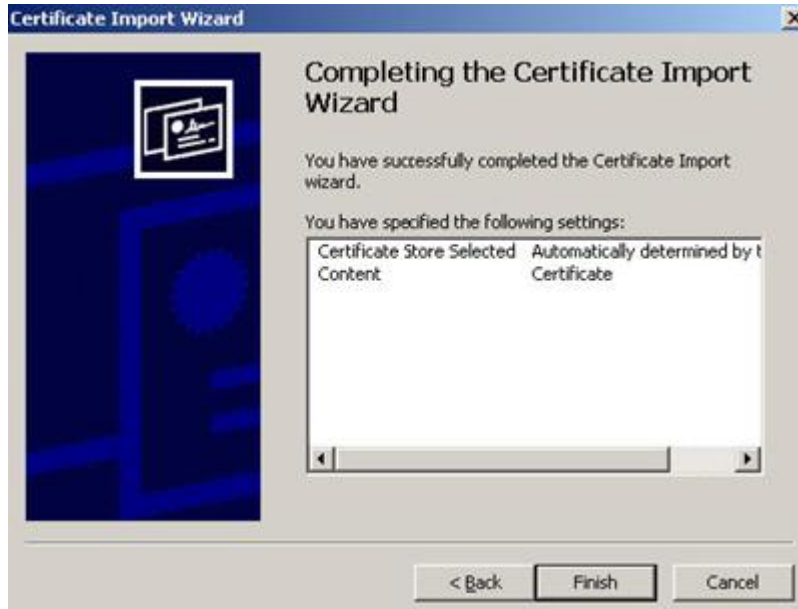 Certificate Import Wizard
Completing the Certificate Import
Wizard
You have successfully completed the Certificate Import
wizard.
You have specified the following settings:
Certificate Store Selected Automatically determined by t
Content Certificate
< Back Finish Cancel